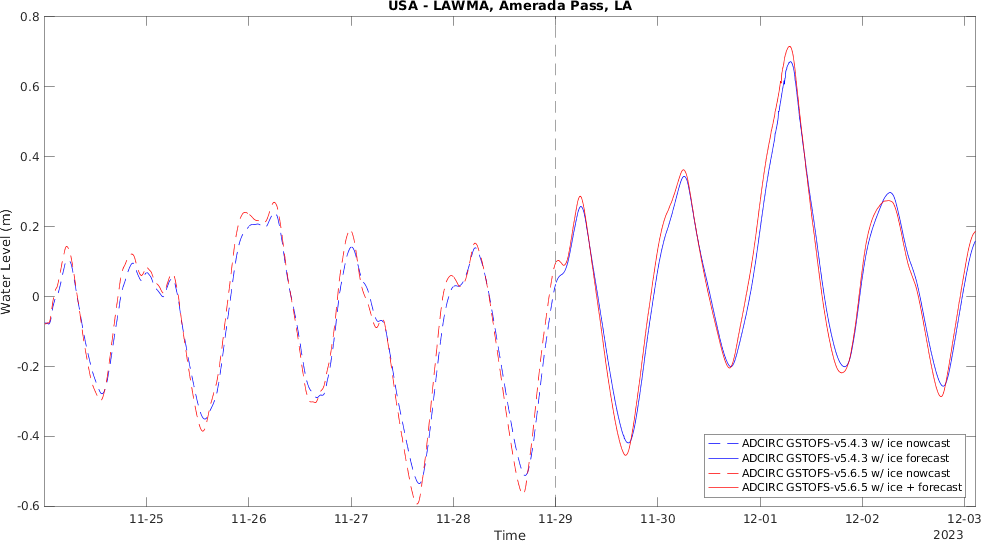 USA - LAWMA, Amerada Pass, LA
Water Level (m)
0.8
0.6
0.4
0.2
0
-0.2
-0.4
-0.6
11-25
11-26
11-27
11-28
11-29
11-30
12-01
12-02
12-03
Time
2023
ADCIRC GSTOFS-v5.4.3 w/ ice nowcast
ADCIRC GSTOFS-v5.4.3 w/ ice forecast
ADCIRC GSTOFS-v5.6.5 w/ ice nowcast
ADCIRC GSTOFS-v5.6.5 w/ ice + forecast